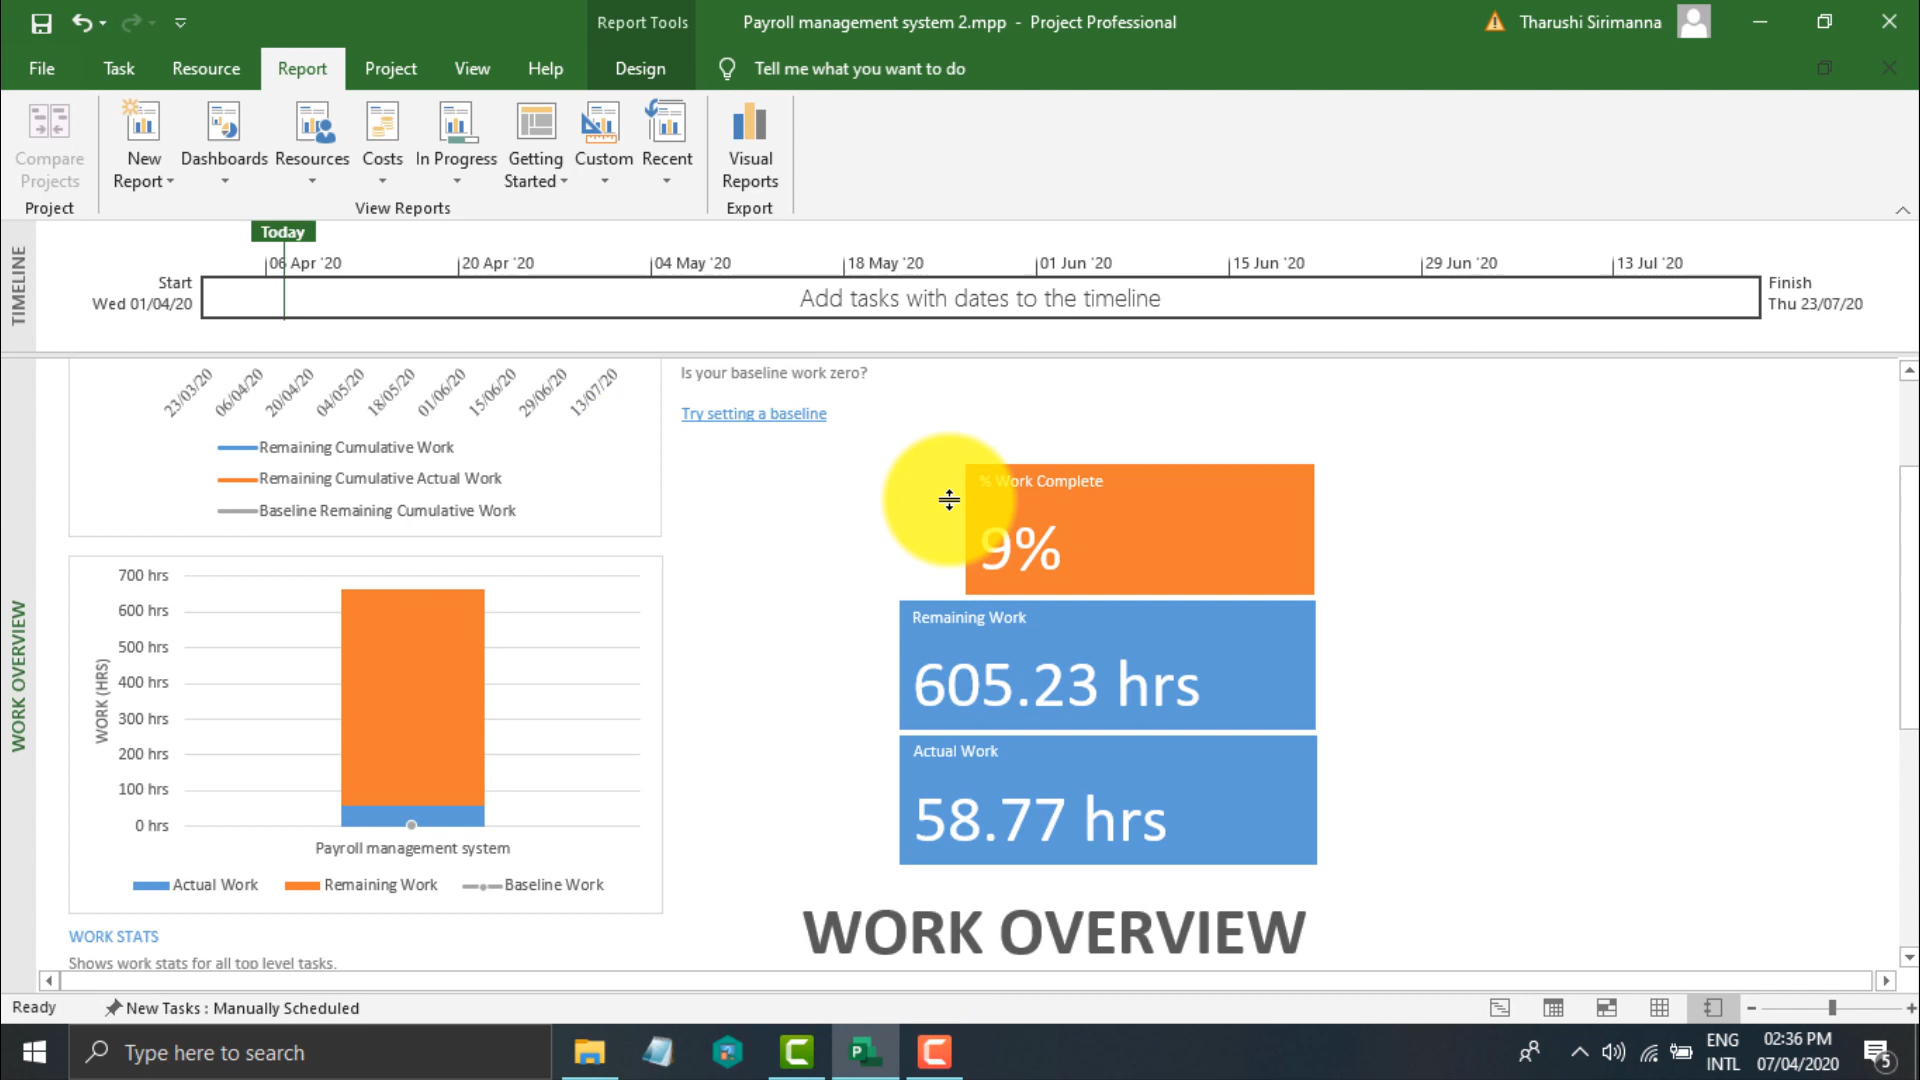 Report Tools
Payroll management system 2.mpp - Project Professional
Tharushi Sirimanna
File
Task
Resource
Report
Project
View
Help
Design
Tell me what you want to do
Compare
Projects
New
Report
Dashboards
Resources
Costs
In Progress
Getting
Started
Custom
Recent
Visual
Reports
Project
View Reports
Export
TIMELINE
Today
06 Apr '20
20 Apr '20
04 May '20
18 May '20
01 Jun '20
15 Jun '20
29 Jun '20
13 Jul '20
Start
Wed 01/04/20
Add tasks with dates to the timeline
Finish
Thu 23/07/20
WORK OVERVIEW
23/03/20
06/04/20
20/04/20
04/05/20
18/05/20
01/06/20
15/06/20
29/06/20
13/07/20
Remaining Cumulative Work
Remaining Cumulative Actual Work
Baseline Remaining Cumulative Work
Is your baseline work zero?
Try setting a baseline
% Work Complete
9%
Remaining Work
605.23 hrs
Actual Work
58.77 hrs
WORK OVERVIEW
WORK (HRS)
700 hrs
600 hrs
500 hrs
400 hrs
300 hrs
200 hrs
100 hrs
0 hrs
Payroll management system
Actual Work
Remaining Work
Baseline Work
WORK STATS
Shows work stats for all top level tasks.
Ready
New Tasks : Manually Scheduled
Type here to search
ENG
INTL
02:36 PM
07/04/2020
5